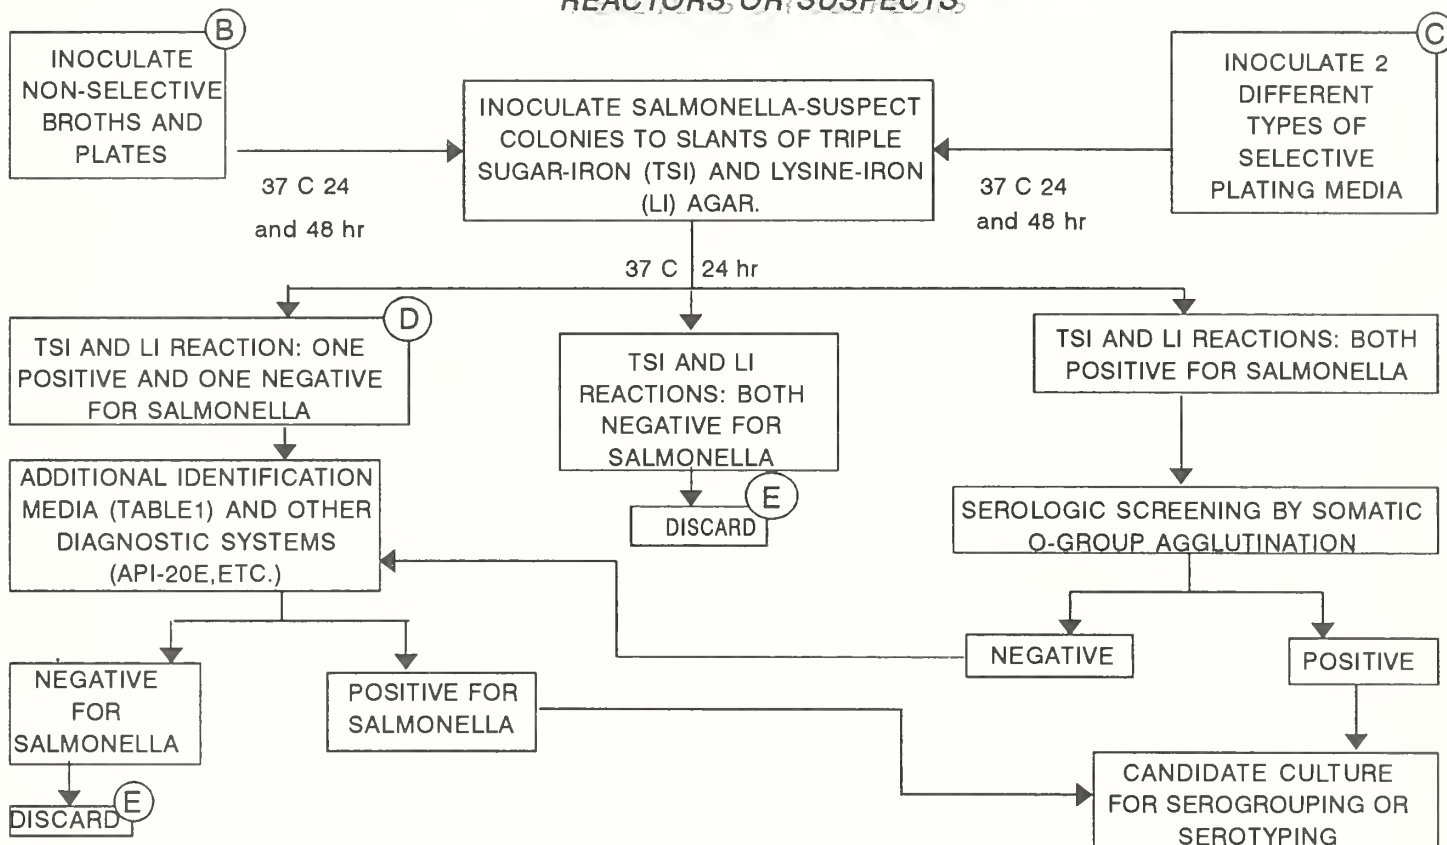 REACTORS OR SUSPECTS
B
INOCULATE
NON-SELECTIVE
BROTHS AND
PLATES
C
INOCULATE 2
DIFFERENT
TYPES OF
SELECTIVE
PLATING MEDIA
INOCULATE SALMONELLA-SUSPECT
COLONIES TO SLANTS OF TRIPLE
SUGAR-IRON (TSI) AND LYSINE-IRON
(LI) AGAR.
37 C 24
and 48 hr
37 C 24
and 48 hr
37 C 24 hr
D
TSI AND LI REACTION: ONE
POSITIVE AND ONE NEGATIVE
FOR SALMONELLA
TSI AND LI
REACTIONS: BOTH
NEGATIVE FOR
SALMONELLA
TSI AND LI REACTIONS: BOTH
POSITIVE FOR SALMONELLA
ADDITIONAL IDENTIFICATION
MEDIA (TABLE1) AND OTHER
DIAGNOSTIC SYSTEMS
(API-20E,ETC.)
E
DISCARD
SEROLOGIC SCREENING BY SOMATIC
O-GROUP AGGLUTINATION
NEGATIVE
POSITIVE
NEGATIVE
FOR
SALMONELLA
POSITIVE FOR
SALMONELLA
E
DISCARD
CANDIDATE CULTURE
FOR SEROGROUPING OR
SEROTYPING